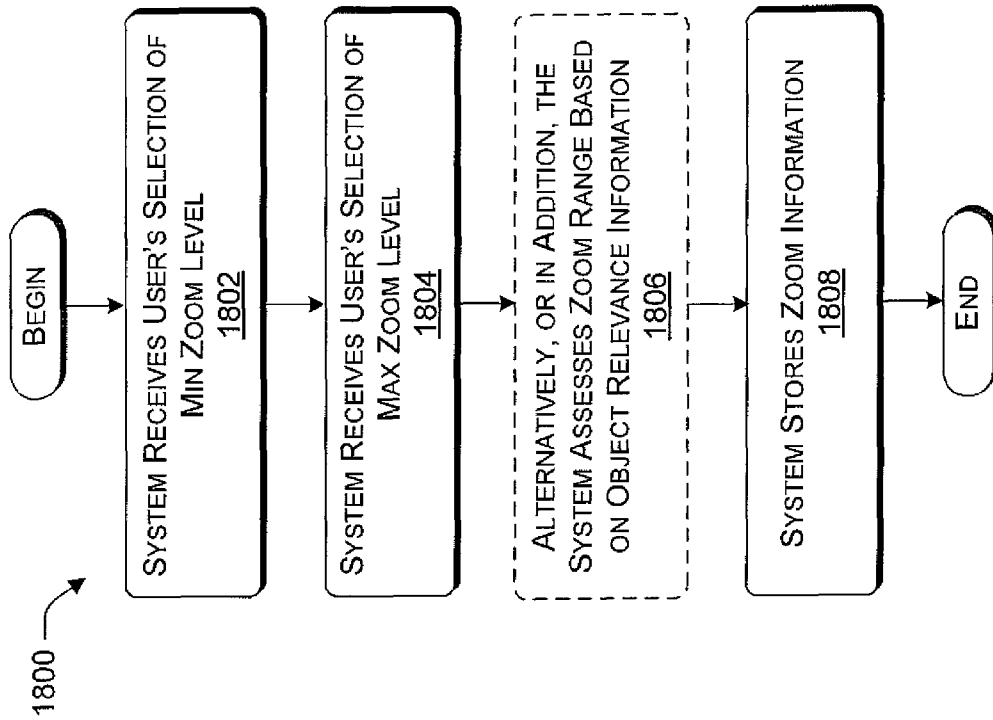 1800
BEGIN
SYSTEM RECEIVES USER'S SELECTION OF
MIN ZOOM LEVEL
1802
SYSTEM RECEIVES USER'S SELECTION OF
MAX ZOOM LEVEL
1804
ALTERNATIVELY, OR IN ADDITION, THE
SYSTEM ASSESSES ZOOM RANGE BASED
ON OBJECT RELEVANCE INFORMATION
1806
SYSTEM STORES ZOOM INFORMATION
1808
END